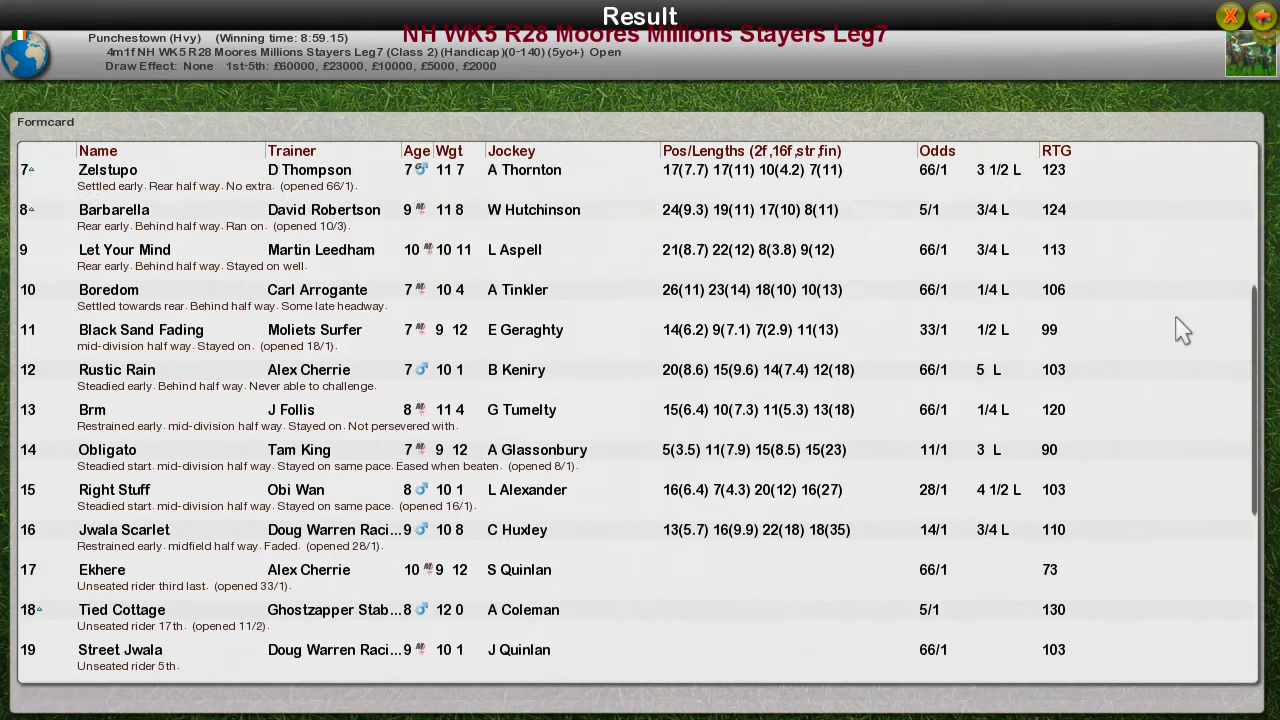 Result
NH WK5 R28 Moores Millions Stayers Leg7
Punchestown (Hvy) (Winning time: 8:59.15)
4m1f NH WK5 R28 Moores Millions Stayers Leg7 (Class 2) (Handicap)(0-140) (5yo+) Open
Draw Effect: None 1st-5th: £60000, £23000, £10000, £5000, £2000
Formcard
Name Trainer Age Wgt Jockey Pos/Lengths (2f,16f,str,fin) Odds RTG
7 Zelstupo D Thompson 7 11 7 A Thornton 17(7.7) 17(11) 10(4.2) 7(11) 66/1 3 1/2 L 123
Settled early. Rear half way. No extra. (opened 66/1).
8 Barbarella David Robertson 9 11 8 W Hutchinson 24(9.3) 19(11) 17(10) 8(11) 5/1 3/4 L 124
Rear early. Behind half way. Ran on. (opened 10/3).
9 Let Your Mind Martin Leedham 10 10 11 L Aspell 21(8.7) 22(12) 8(3.8) 9(12) 66/1 3/4 L 113
Rear early. Behind half way. Stayed on well.
10 Boredom Carl Arrogante 7 10 4 A Tinkler 26(11) 23(14) 18(10) 10(13) 66/1 1/4 L 106
Settled towards rear. Behind half way. Some late headway.
11 Black Sand Fading Moliets Surfer 7 9 12 E Geraghty 14(6.2) 9(7.1) 7(2.9) 11(13) 33/1 1/2 L 99
mid-division half way. Stayed on. (opened 18/1).
12 Rustic Rain Alex Cherrie 7 10 1 B Keniry 20(8.6) 15(9.6) 14(7.4) 12(18) 66/1 5 L 103
Steadied early. Behind half way. Never able to challenge.
13 Brm J Follis 8 11 4 G Tumelty 15(6.4) 10(7.3) 11(5.3) 13(18) 66/1 1/4 L 120
Restrained early. mid-division half way. Stayed on. Not persevered with.
14 Obligato Tam King 7 9 12 A Glassonbury 5(3.5) 11(7.9) 15(8.5) 15(23) 11/1 3 L 90
Steadied start. mid-division half way. Stayed on same pace. Eased when beaten. (opened 8/1).
15 Right Stuff Obi Wan 8 10 1 L Alexander 16(6.4) 7(4.3) 20(12) 16(27) 28/1 4 1/2 L 103
Steadied start. mid-division half way. Stayed on same pace. (opened 16/1).
16 Jwala Scarlet Doug Warren Raci... 9 10 8 C Huxley 13(5.7) 16(9.9) 22(18) 18(35) 14/1 3/4 L 110
Restrained early. midfield half way. Faded. (opened 28/1).
17 Ekhere Alex Cherrie 10 9 12 S Quinlan 66/1 73
Unseated rider third last. (opened 33/1).
18 Tied Cottage Ghostzapper Stab... 8 12 0 A Coleman 5/1 130
Unseated rider 17th. (opened 11/2).
19 Street Jwala Doug Warren Raci... 9 10 1 J Quinlan 66/1 103
Unseated rider 5th.